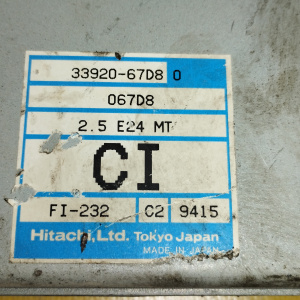 33920-67D8 0
067D8
2.5 E24 MT
CI
FI-232 C2 9415
Hitachi, Ltd. Tokyo Japan
MADE IN JAPAN